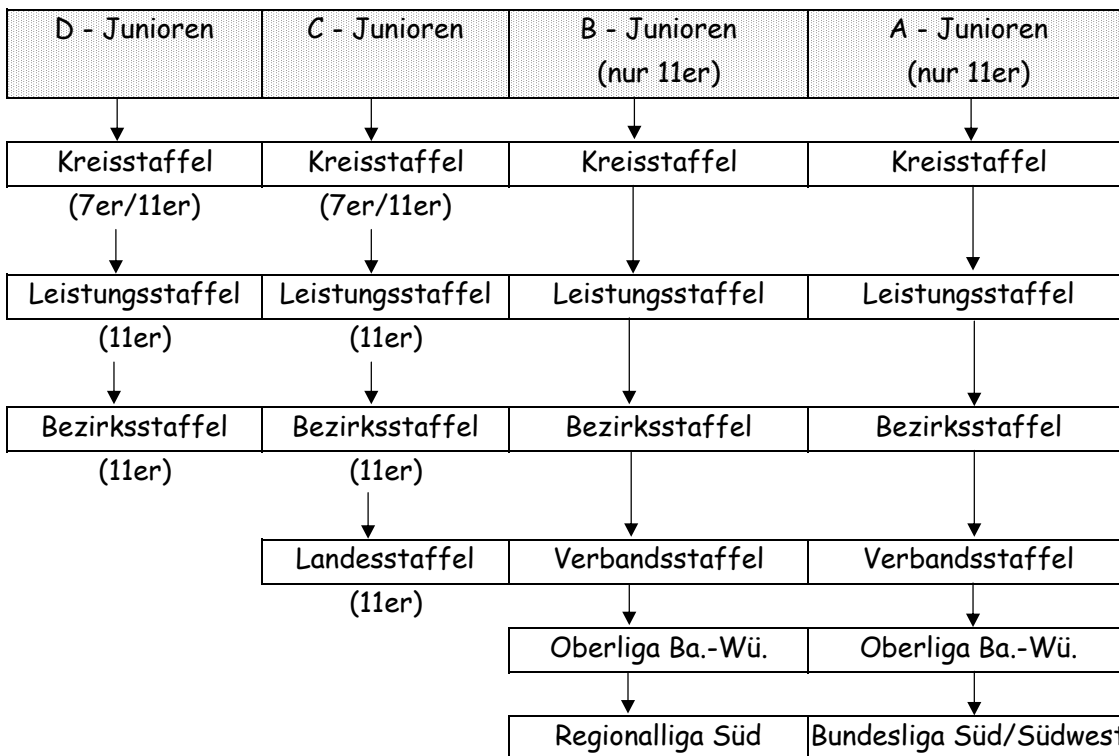 D - Junioren C - Junioren B - Junioren A - Junioren
(nur 11er) (nur 11er)
Kreisstaffel Kreisstaffel Kreisstaffel Kreisstaffel
(7er/11er) (7er/11er)
Leistungsstaffel Leistungsstaffel Leistungsstaffel Leistungsstaffel
(11er) (11er)
Bezirksstaffel Bezirksstaffel Bezirksstaffel Bezirksstaffel
(11er) (11er)
Landesstaffel Verbandsstaffel Verbandsstaffel
(11er)
Oberliga Ba.-Wü. Oberliga Ba.-Wü.
Regionalliga Süd Bundesliga Süd/Südwest